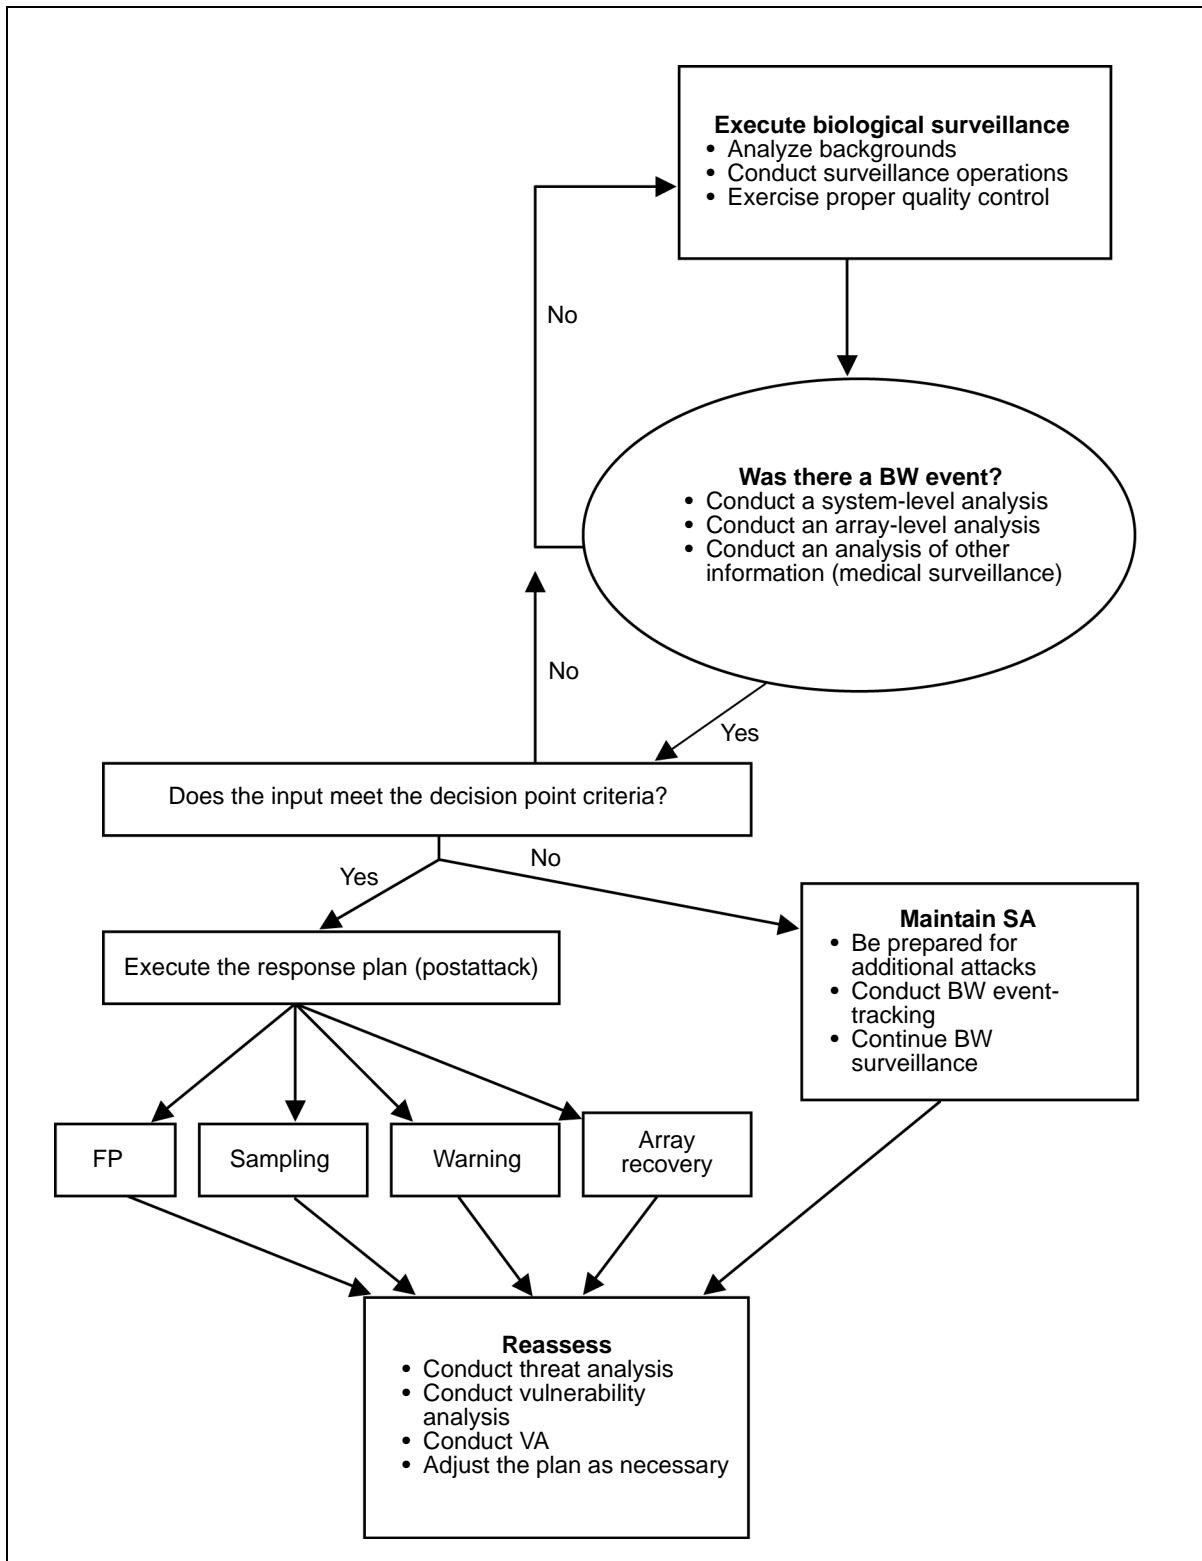 Execute biological surveillance
• Analyze backgrounds
• Conduct surveillance operations
• Exercise proper quality control
No
Was there a BW event?
• Conduct a system-level analysis
• Conduct an array-level analysis
• Conduct an analysis of other
information (medical surveillance)
No
Yes
Does the input meet the decision point criteria?
Yes
No
Execute the response plan (postattack)
Maintain SA
• Be prepared for
additional attacks
• Conduct BW event-
tracking
• Continue BW
surveillance
FP
Sampling
Warning
Array
recovery
Reassess
• Conduct threat analysis
• Conduct vulnerability
analysis
• Conduct VA
• Adjust the plan as necessary